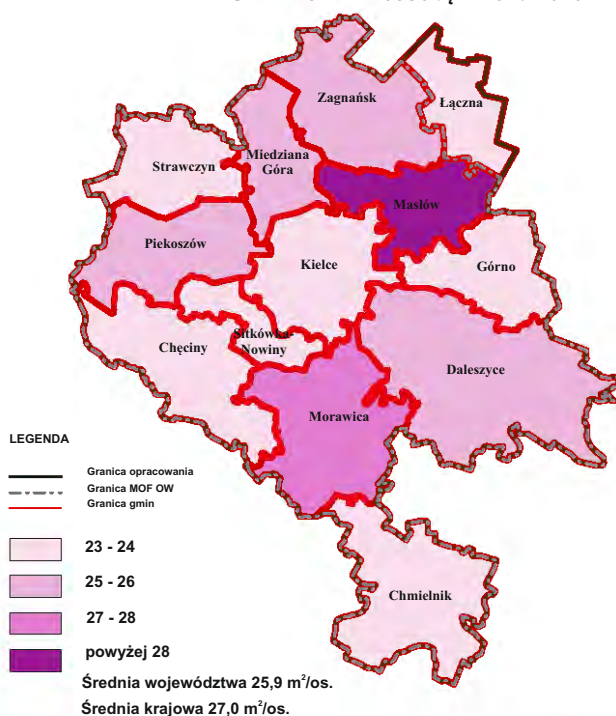 Zagnańsk
Łączna
Strawczyn
Miedziana
Góra
Masłów
Piekoszów
Kielce
Górno
Sitkówka-
Nowiny
Chęciny
Daleszyce
Morawica
Chmielnik
LEGENDA
Granica opracowania
Granica MOF OW
Granica gmin
23 - 24
25 - 26
27 - 28
powyżej 28
Średnia województwa 25,9 m²/os.
Średnia krajowa 27,0 m²/os.